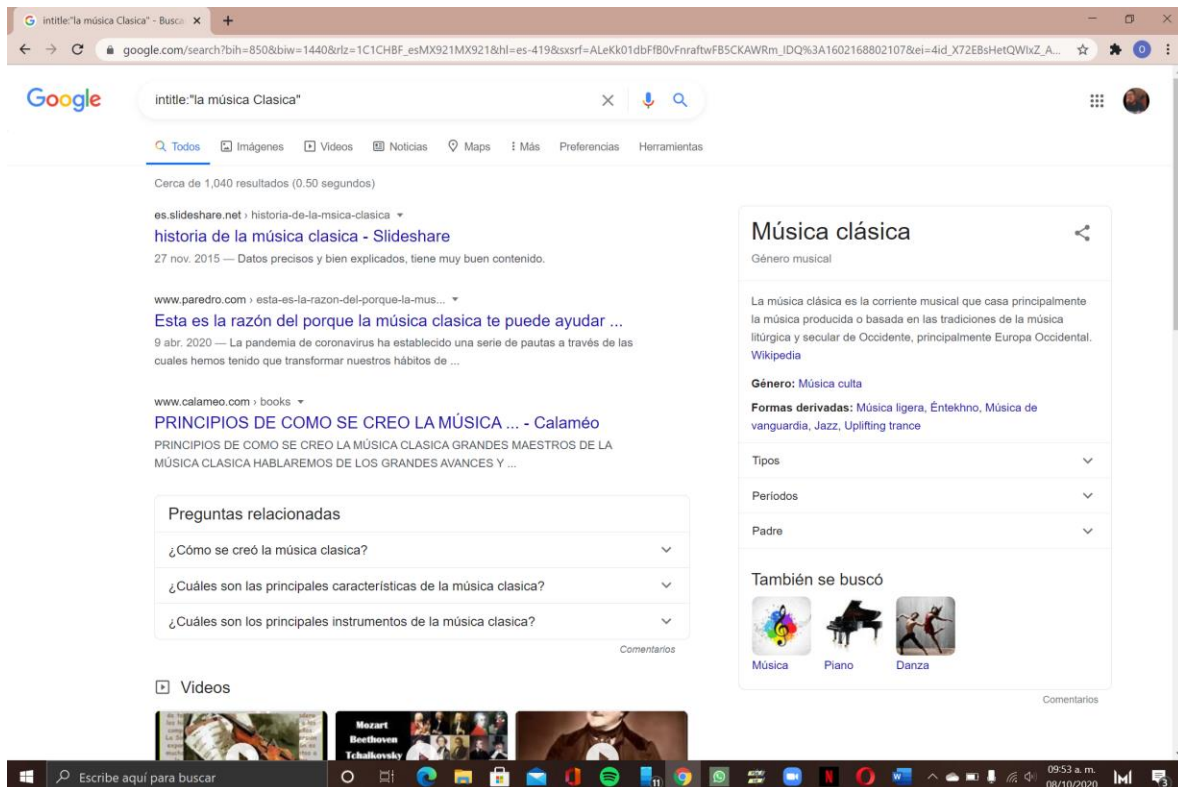 intitle:"la música Clasica" - Busca
google.com/search?bih=850&biw=1440&rlz=1C1CHBF_esMX921MX921&hl=es-419&sxsrf=ALeKk01dbFfB0vFnraftwFB5CKAWRm_IDQ%3A1602168802107&ei=4id_X72EBsHetQWIxZ_A...
O
Google
intitle:"la música Clasica"
Todos Imágenes Videos Noticias Maps Más Preferencias Herramientas
Cerca de 1,040 resultados (0.50 segundos)
es.slideshare.net › historia-de-la-msica-clasica
historia de la música clasica - Slideshare
27 nov. 2015 — Datos precisos y bien explicados, tiene muy buen contenido.
www.paredro.com › esta-es-la-razon-del-porque-la-mus...
Esta es la razón del porque la música clasica te puede ayudar ...
9 abr. 2020 — La pandemia de coronavirus ha establecido una serie de pautas a través de las
cuales hemos tenido que transformar nuestros hábitos de ...
www.calameo.com › books
PRINCIPIOS DE COMO SE CREO LA MÚSICA ... - Calaméo
PRINCIPIOS DE COMO SE CREO LA MÚSICA CLASICA GRANDES MAESTROS DE LA
MÚSICA CLASICA HABLAREMOS DE LOS GRANDES AVANCES Y ...
Preguntas relacionadas
¿Cómo se creó la música clasica?
¿Cuáles son las principales características de la música clasica?
¿Cuáles son los principales instrumentos de la música clasica?
Comentarios
Videos
Mozart
Beethoven
Tchaikovsky
Música clásica
Género musical
La música clásica es la corriente musical que casa principalmente
la música producida o basada en las tradiciones de la música
litúrgica y secular de Occidente, principalmente Europa Occidental.
Wikipedia
Género: Música culta
Formas derivadas: Música ligera, Éntekhno, Música de
vanguardia, Jazz, Uplifting trance
Tipos
Períodos
Padre
También se buscó
Música Piano Danza
Comentarios
Escribe aquí para buscar
11
09:53 a. m.
08/10/2020
3